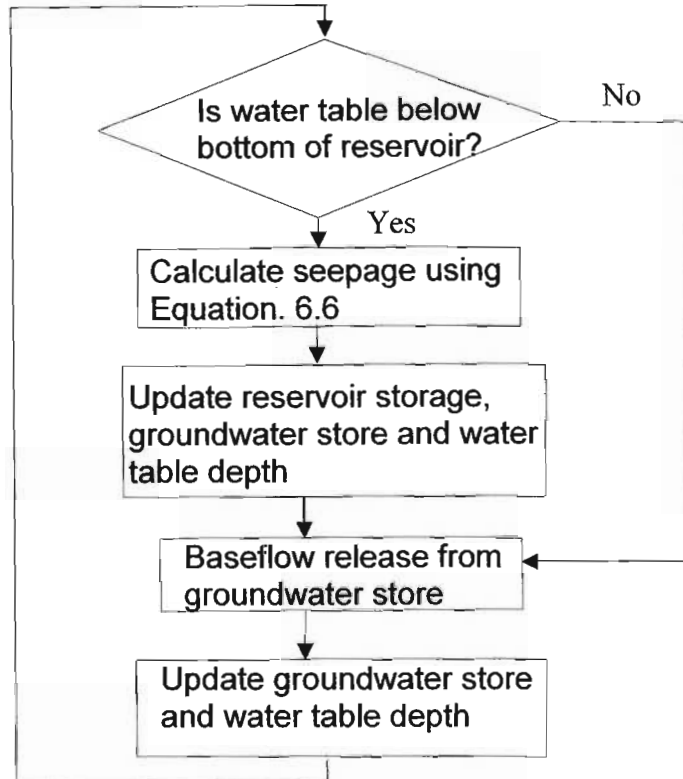 Is water table below
bottom of reservoir?
No
Yes
Calculate seepage using
Equation. 6.6
Update reservoir storage,
groundwater store and water
table depth
Baseflow release from
groundwater store
Update groundwater store
and water table depth